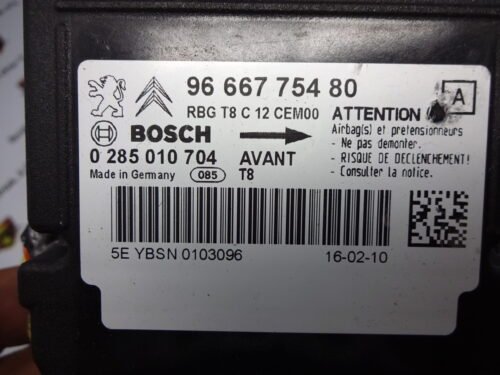 96 667 754 80
RBG T8 C 12 CEM00
ATTENTION
A
BOSCH
Airbag(s) et pretensionneurs
- Ne pas demonter.
0 285 010 704 AVANT
- RISQUE DE DECLENCHEMENT!
Made in Germany 085 T8
- Consulter la notice.
5E YBSN 0103096
16-02-10